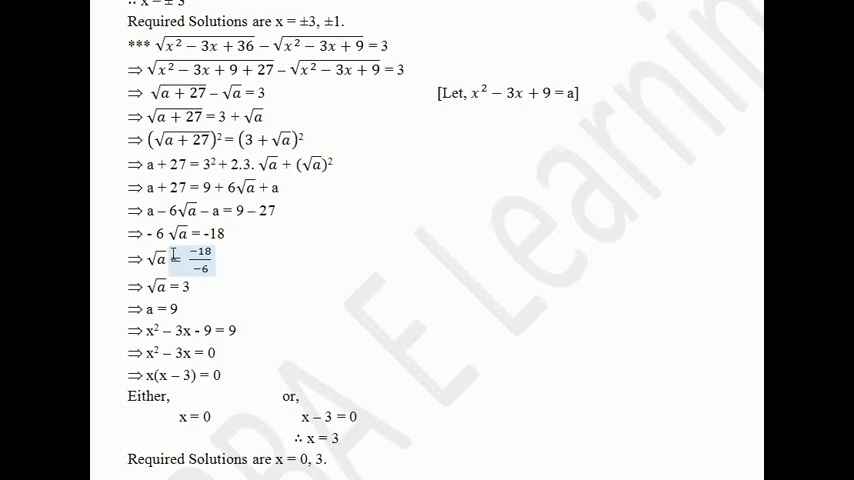 ∴ x = ± 3
Required Solutions are x = ±3, ±1.
*** √(x² − 3x + 36) − √(x² − 3x + 9) = 3
⇒ √(x² − 3x + 9 + 27) − √(x² − 3x + 9) = 3
⇒ √(a + 27) − √a = 3 [Let, x² − 3x + 9 = a]
⇒ √(a + 27) = 3 + √a
⇒ (√(a + 27))² = (3 + √a)²
⇒ a + 27 = 3² + 2.3. √a + (√a)²
⇒ a + 27 = 9 + 6√a + a
⇒ a – 6√a – a = 9 – 27
⇒ - 6 √a = -18
⇒ √a = −18/−6
⇒ √a = 3
⇒ a = 9
⇒ x² – 3x - 9 = 9
⇒ x² – 3x = 0
⇒ x(x – 3) = 0
Either, or,
x = 0 x – 3 = 0
∴ x = 3
Required Solutions are x = 0, 3.
BA E Learnin